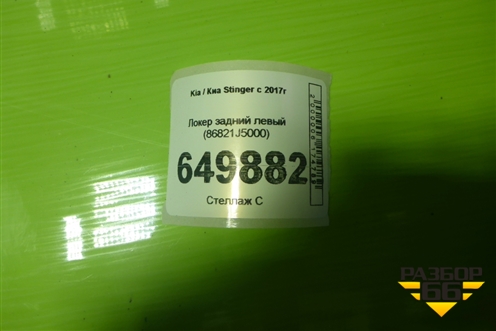 Kia / Киа Stinger с 2017г
Локер задний левый
(86821J5000)
649882
Стеллаж С
РАЗБОР
66